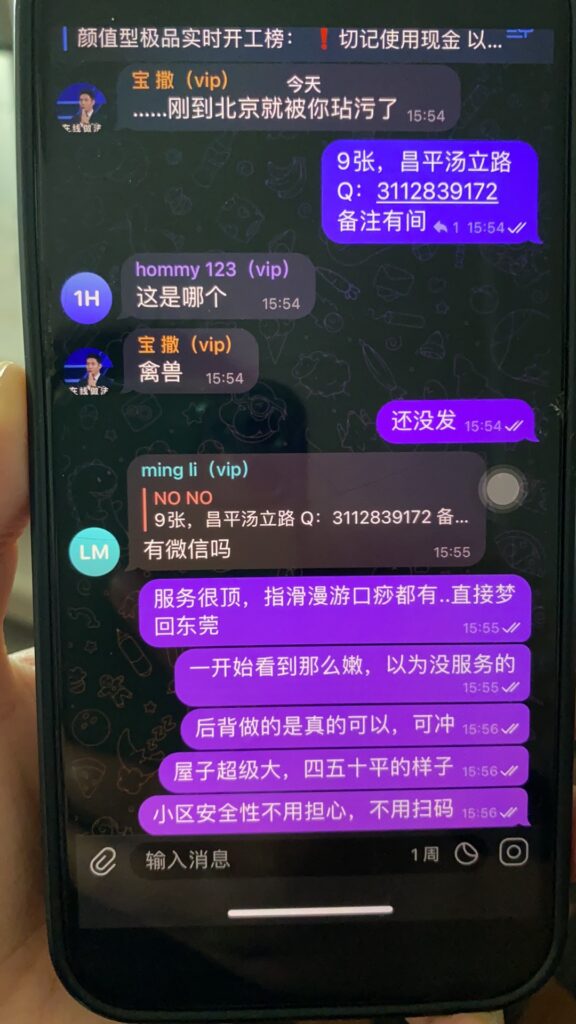 颜值型极品实时开工榜：❗切记使用现金 以...
今天
宝 撒（vip）
......刚到北京就被你玷污了 15:54
9张，昌平汤立路
Q：3112839172
备注有间 1 15:54
hommy 123（vip）
1H
这是哪个 15:54
宝 撒（vip）
禽兽 15:54
还没发 15:54
ming li（vip）
NO NO
9张，昌平汤立路 Q：3112839172 备...
LM
有微信吗 15:55
服务很顶，指滑漫游口痧都有..直接梦
回东莞 15:55
一开始看到那么嫩，以为没服务的
15:55
后背做的是真的可以，可冲 15:56
屋子超级大，四五十平的样子 15:56
小区安全性不用担心，不用扫码 15:56
输入消息 1周